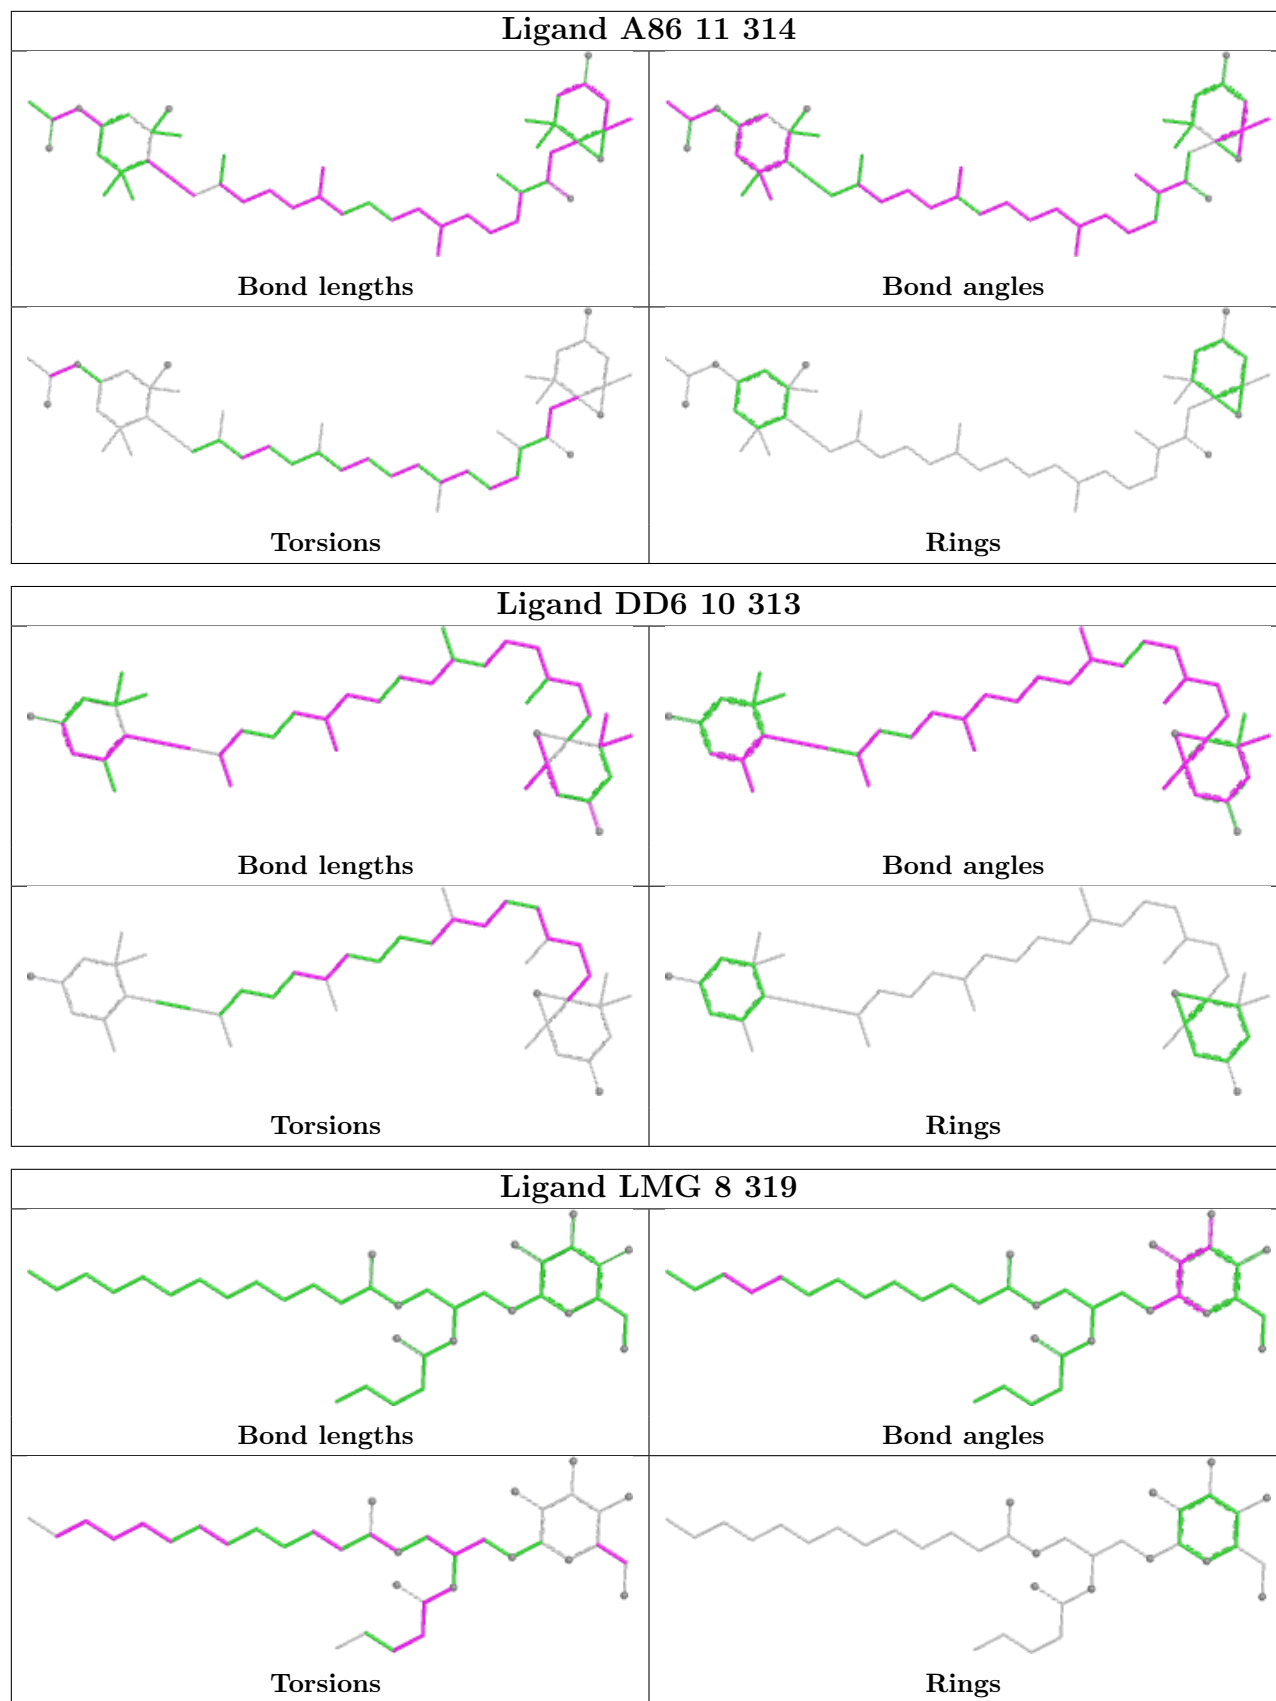 Ligand A86 11 314
Bond lengths
Bond angles
Torsions
Rings
Ligand DD6 10 313
Bond lengths
Bond angles
Torsions
Rings
Ligand LMG 8 319
Bond lengths
Bond angles
Torsions
Rings